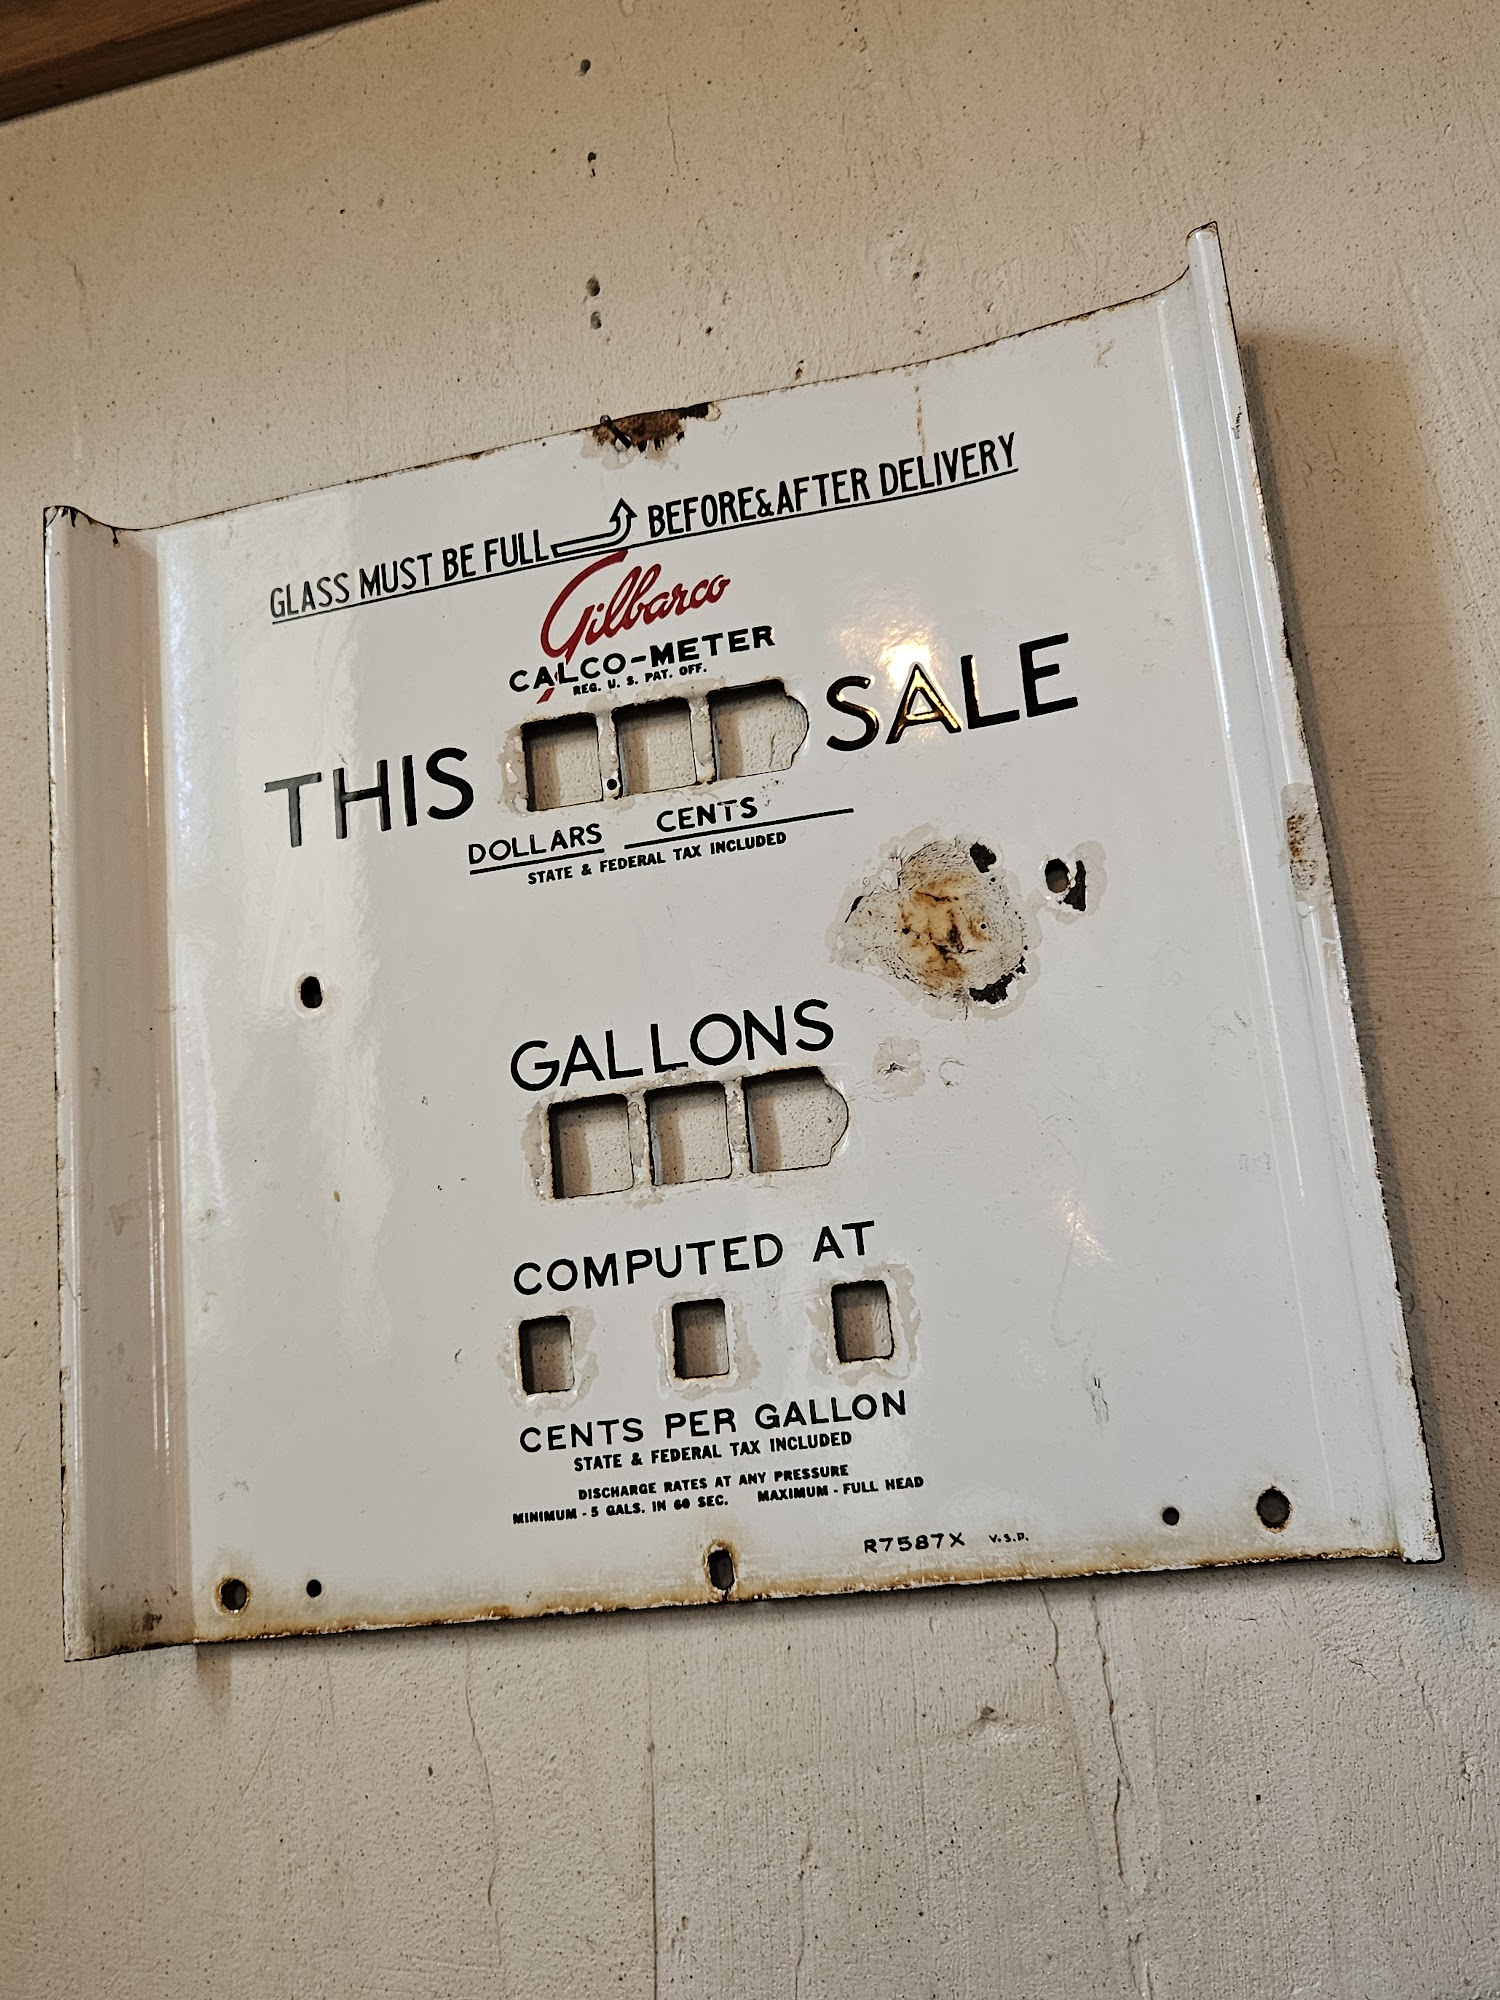 GLASS MUST BE FULL BEFORE & AFTER DELIVERY
Gilbarco
CALCO-METER
REG. U. S. PAT. OFF.
THIS SALE
DOLLARS CENTS
STATE & FEDERAL TAX INCLUDED
GALLONS
COMPUTED AT
CENTS PER GALLON
STATE & FEDERAL TAX INCLUDED
DISCHARGE RATES AT ANY PRESSURE
MINIMUM - 5 GALS. IN 60 SEC. MAXIMUM - FULL HEAD
R7587X V.S.P.